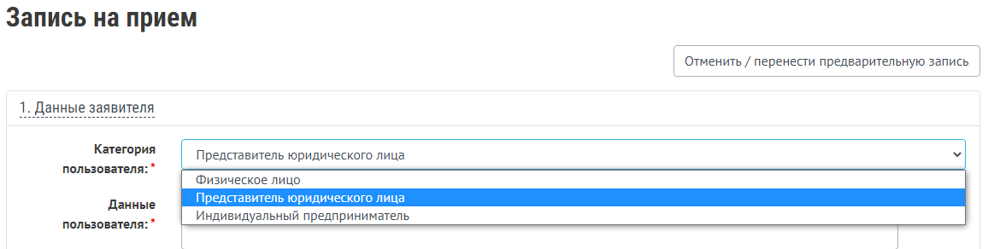 Запись на прием
Отменить / перенести предварительную запись
1. Данные заявителя
Категория
пользователя: *
Представитель юридического лица
Физическое лицо
Представитель юридического лица
Индивидуальный предприниматель
Данные
пользователя: *